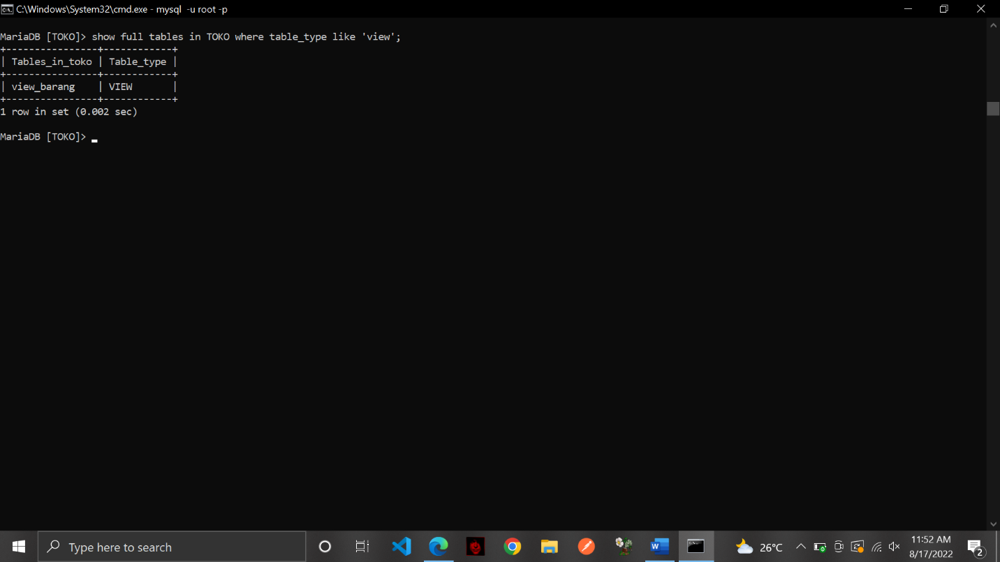 C:\Windows\System32\cmd.exe - mysql  -u root -p
MariaDB [TOKO]> show full tables in TOKO where table_type like 'view';
+----------------+------------+
| Tables_in_toko | Table_type |
+----------------+------------+
| view_barang    | VIEW       |
+----------------+------------+
1 row in set (0.002 sec)
MariaDB [TOKO]> _
Type here to search
26°C
11:52 AM
8/17/2022
2